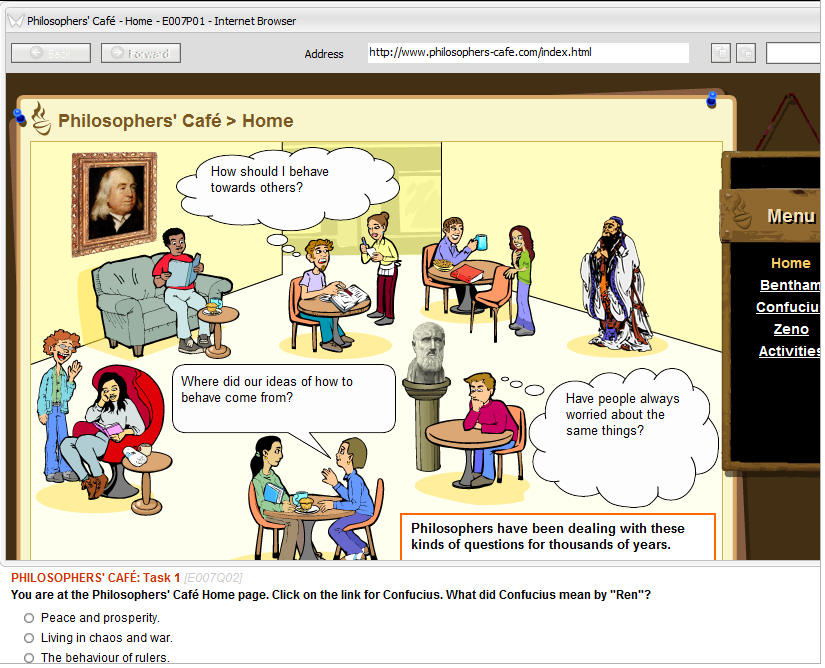 Philosophers' Café - Home - E007P01 - Internet Browser
Back Forward Address http://www.philosophers-cafe.com/index.html
Philosophers' Café > Home
How should I behave
towards others?
Menu
Home
Bentham
Confuciu
Zeno
Activities
Where did our ideas of how to
behave come from?
Have people always
worried about the
same things?
Philosophers have been dealing with these
kinds of questions for thousands of years.
PHILOSOPHERS' CAFÉ: Task 1 [E007Q02]
You are at the Philosophers' Café Home page. Click on the link for Confucius. What did Confucius mean by "Ren"?
Peace and prosperity.
Living in chaos and war.
The behaviour of rulers.